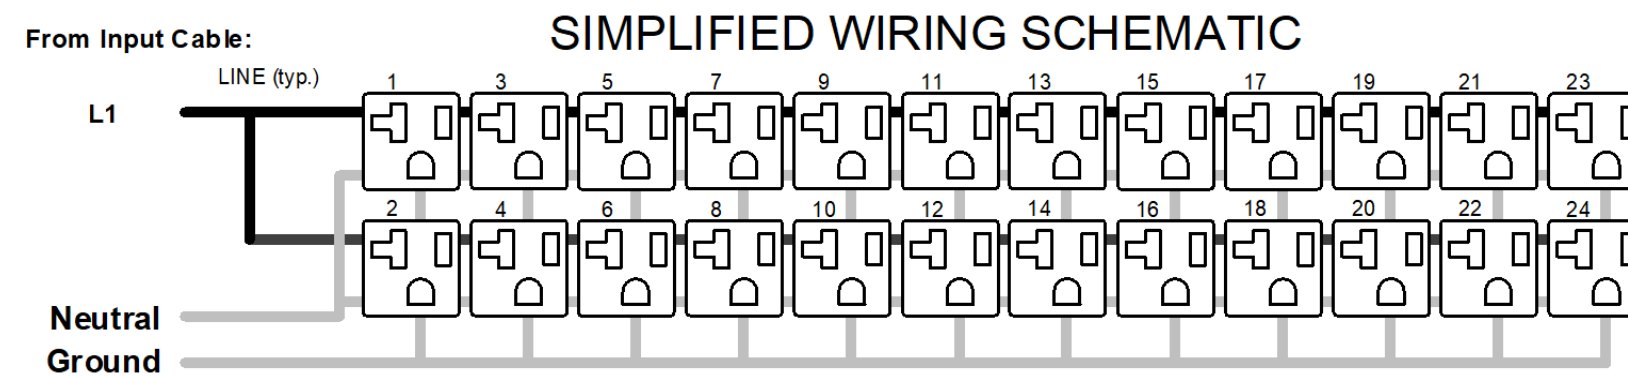 SIMPLIFIED WIRING SCHEMATIC
From Input Cable:
LINE (typ.)
L1
1 3 5 7 9 11 13 15 17 19 21 23
2 4 6 8 10 12 14 16 18 20 22 24
Neutral
Ground